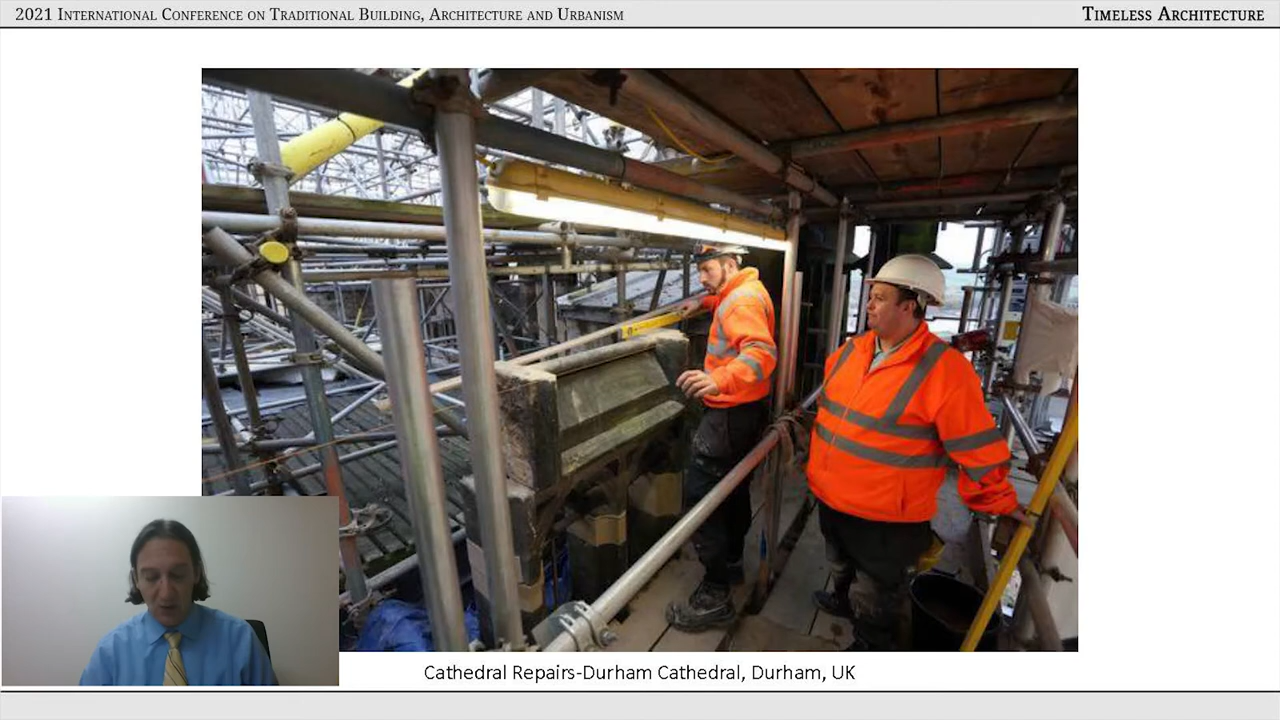 2021 International Conference on Traditional Building, Architecture and Urbanism
Timeless Architecture
Cathedral Repairs-Durham Cathedral, Durham, UK